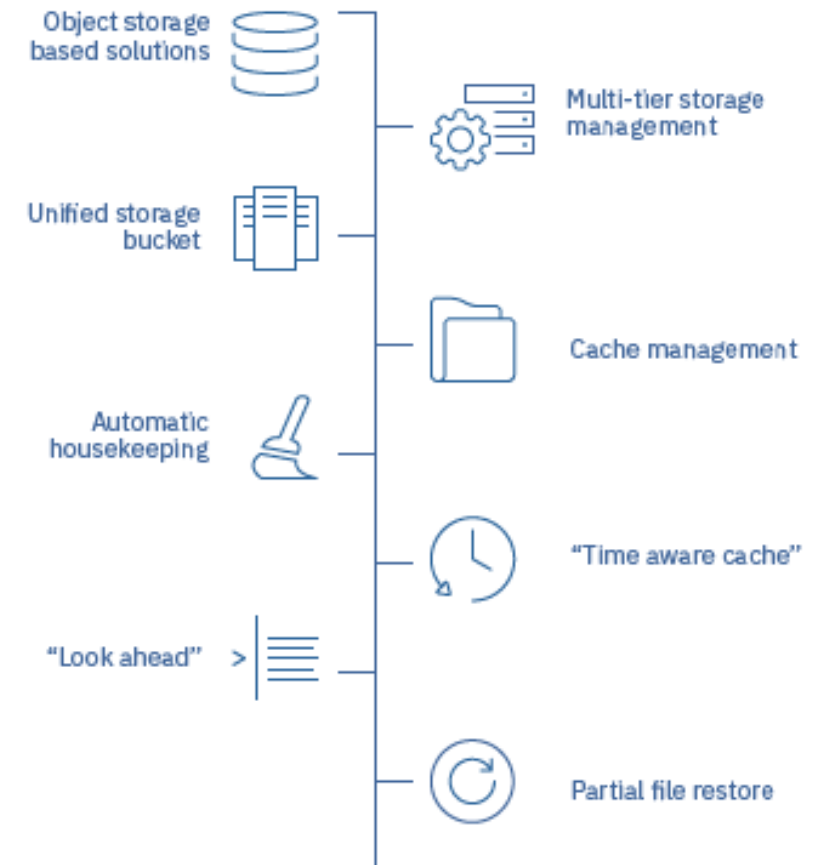 Object storage
based solutions
Multi-tier storage
management
Unified storage
bucket
Cache management
Automatic
housekeeping
“Time aware cache”
“Look ahead”
Partial file restore